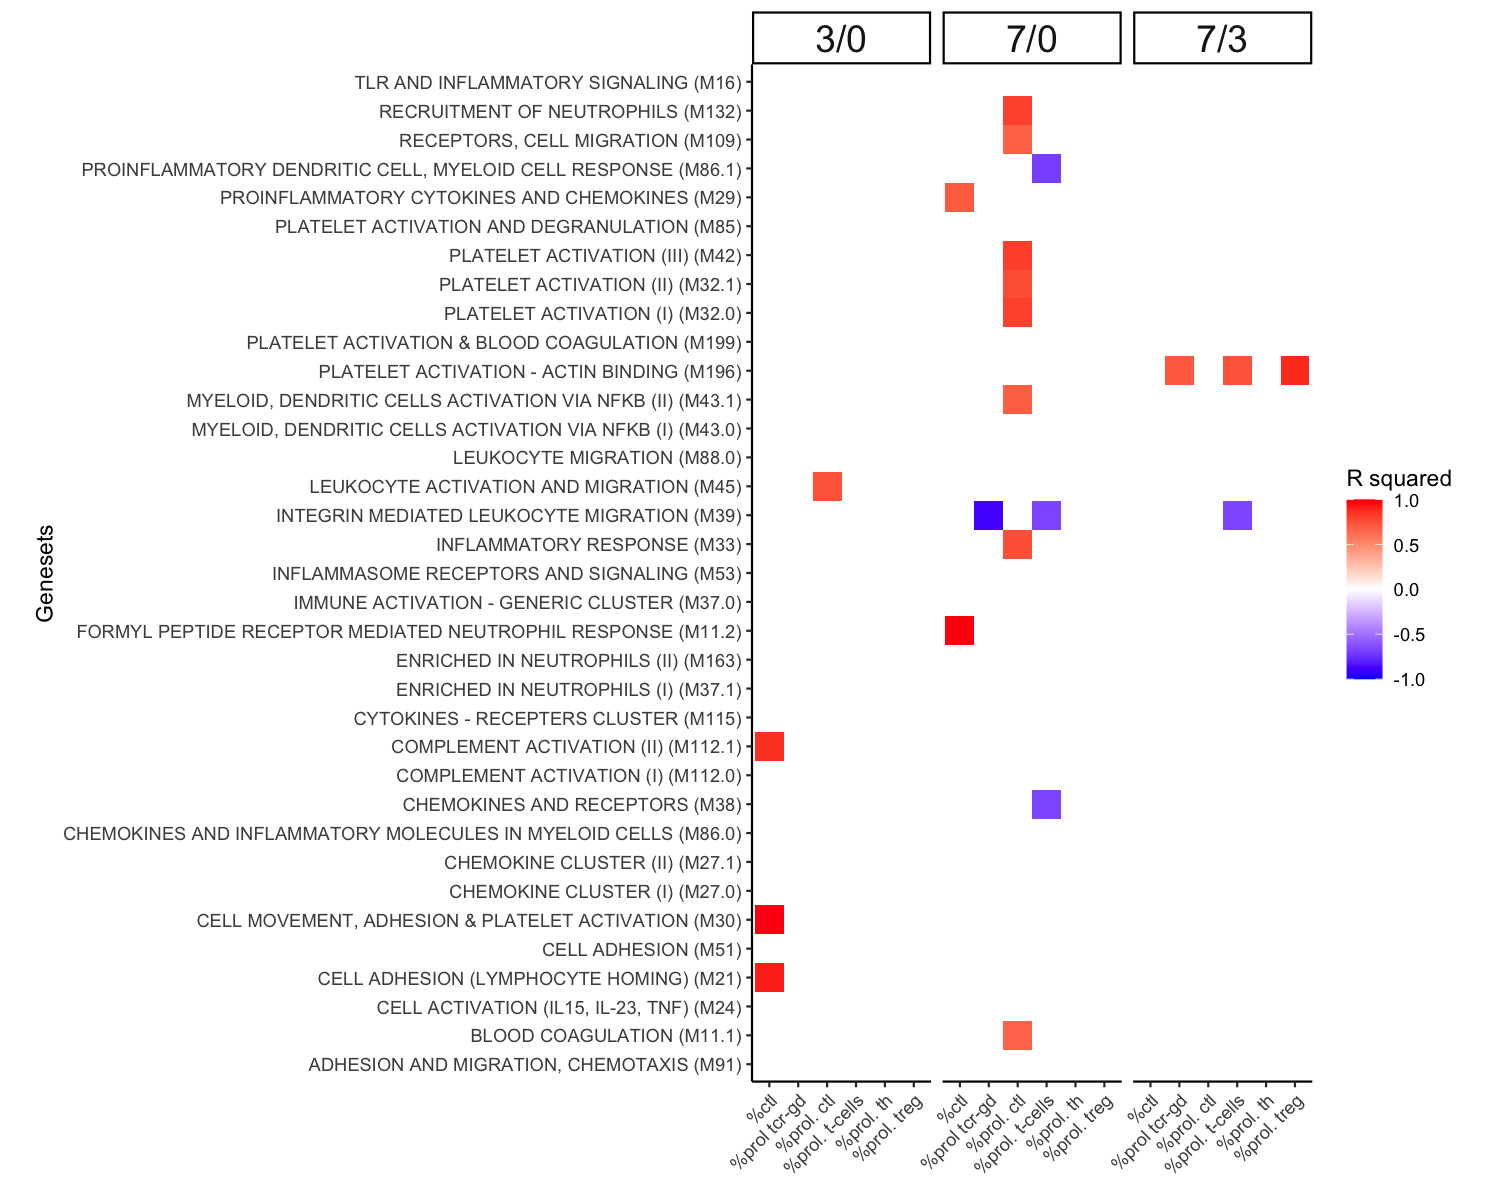 3/0 7/0 7/3
TLR AND INFLAMMATORY SIGNALING (M16)
RECRUITMENT OF NEUTROPHILS (M132)
RECEPTORS, CELL MIGRATION (M109)
PROINFLAMMATORY DENDRITIC CELL, MYELOID CELL RESPONSE (M86.1)
PROINFLAMMATORY CYTOKINES AND CHEMOKINES (M29)
PLATELET ACTIVATION AND DEGRANULATION (M85)
PLATELET ACTIVATION (III) (M42)
PLATELET ACTIVATION (II) (M32.1)
PLATELET ACTIVATION (I) (M32.0)
PLATELET ACTIVATION & BLOOD COAGULATION (M199)
PLATELET ACTIVATION - ACTIN BINDING (M196)
MYELOID, DENDRITIC CELLS ACTIVATION VIA NFKB (II) (M43.1)
MYELOID, DENDRITIC CELLS ACTIVATION VIA NFKB (I) (M43.0)
LEUKOCYTE MIGRATION (M88.0)
LEUKOCYTE ACTIVATION AND MIGRATION (M45)
INTEGRIN MEDIATED LEUKOCYTE MIGRATION (M39)
INFLAMMATORY RESPONSE (M33)
INFLAMMASOME RECEPTORS AND SIGNALING (M53)
IMMUNE ACTIVATION - GENERIC CLUSTER (M37.0)
FORMYL PEPTIDE RECEPTOR MEDIATED NEUTROPHIL RESPONSE (M11.2)
ENRICHED IN NEUTROPHILS (II) (M163)
ENRICHED IN NEUTROPHILS (I) (M37.1)
CYTOKINES - RECEPTERS CLUSTER (M115)
COMPLEMENT ACTIVATION (II) (M112.1)
COMPLEMENT ACTIVATION (I) (M112.0)
CHEMOKINES AND RECEPTORS (M38)
CHEMOKINES AND INFLAMMATORY MOLECULES IN MYELOID CELLS (M86.0)
CHEMOKINE CLUSTER (II) (M27.1)
CHEMOKINE CLUSTER (I) (M27.0)
CELL MOVEMENT, ADHESION & PLATELET ACTIVATION (M30)
CELL ADHESION (M51)
CELL ADHESION (LYMPHOCYTE HOMING) (M21)
CELL ACTIVATION (IL15, IL-23, TNF) (M24)
BLOOD COAGULATION (M11.1)
ADHESION AND MIGRATION, CHEMOTAXIS (M91)
Genesets
%ctl
%prol tcr-gd
%prol. ctl
%prol. t-cells
%prol. th
%prol. treg
%ctl
%prol tcr-gd
%prol. ctl
%prol. t-cells
%prol. th
%prol. treg
%ctl
%prol tcr-gd
%prol. ctl
%prol. t-cells
%prol. th
%prol. treg
R squared
1.0
0.5
0.0
-0.5
-1.0